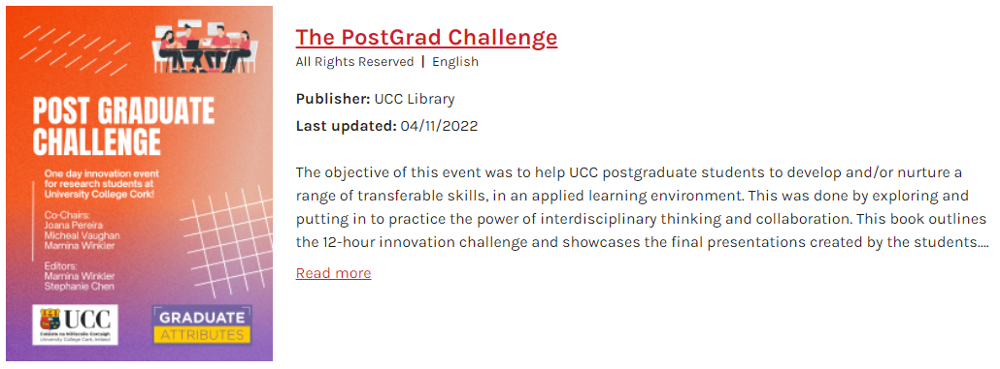 POST GRADUATE
CHALLENGE
One day innovation event
for research students at
University College Cork!
Co-Chairs:
Joana Pereira
Micheal Vaughan
Marnina Winkler
Editors:
Marnina Winkler
Stephanie Chen
UCC
University College Cork, Ireland
GRADUATE
ATTRIBUTES
The PostGrad Challenge
All Rights Reserved | English
Publisher: UCC Library
Last updated: 04/11/2022
The objective of this event was to help UCC postgraduate students to develop and/or nurture a
range of transferable skills, in an applied learning environment. This was done by exploring and
putting in to practice the power of interdisciplinary thinking and collaboration. This book outlines
the 12-hour innovation challenge and showcases the final presentations created by the students....
Read more